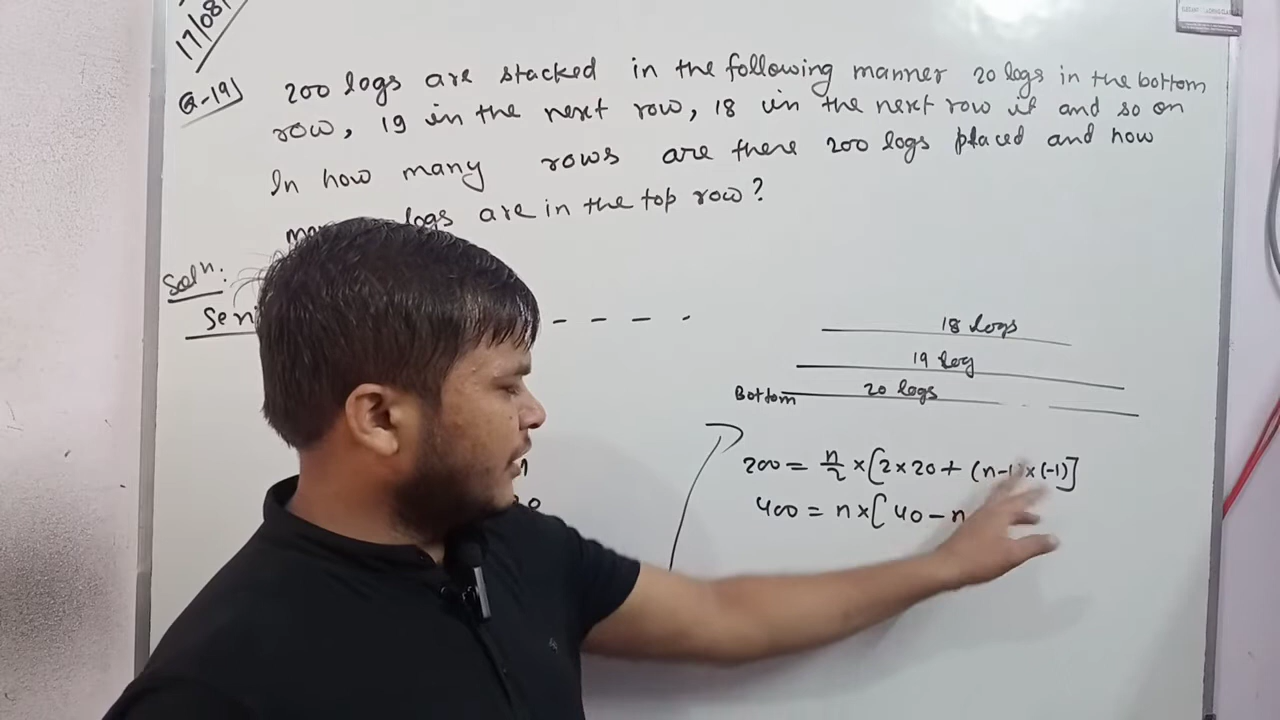 17/08/
Q-19) 200 logs are stacked in the following manner 20 logs in the bottom
row, 19 in the next row, 18 in the next row it and so on
In how many rows are there 200 logs placed and how
logs are in the top row?
Soln:
18 logs
19 log
Bottom 20 logs
200 = n/2 × [2×20 + (n-1)×(-1)]
400 = n×[40-n